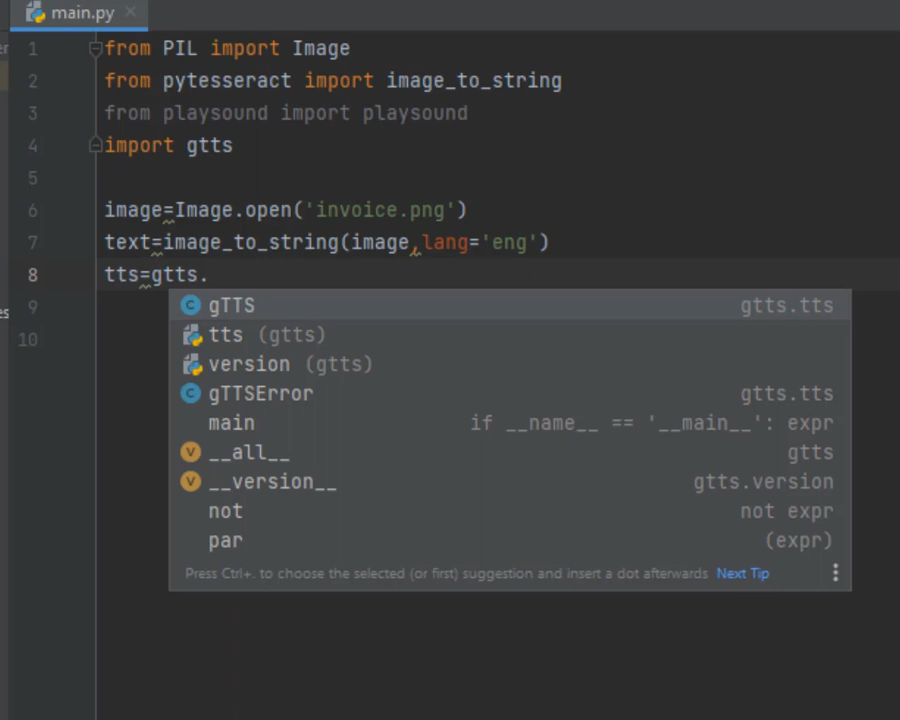 main.py
1 from PIL import Image
2 from pytesseract import image_to_string
3 from playsound import playsound
4 import gtts
5
6 image=Image.open('invoice.png')
7 text=image_to_string(image,lang='eng')
8 tts=gtts.
9
10
gTTS gtts.tts
tts (gtts)
version (gtts)
gTTSError gtts.tts
main if __name__ == '__main__': expr
__all__ gtts
__version__ gtts.version
not not expr
par (expr)
Press Ctrl+. to choose the selected (or first) suggestion and insert a dot afterwards Next Tip